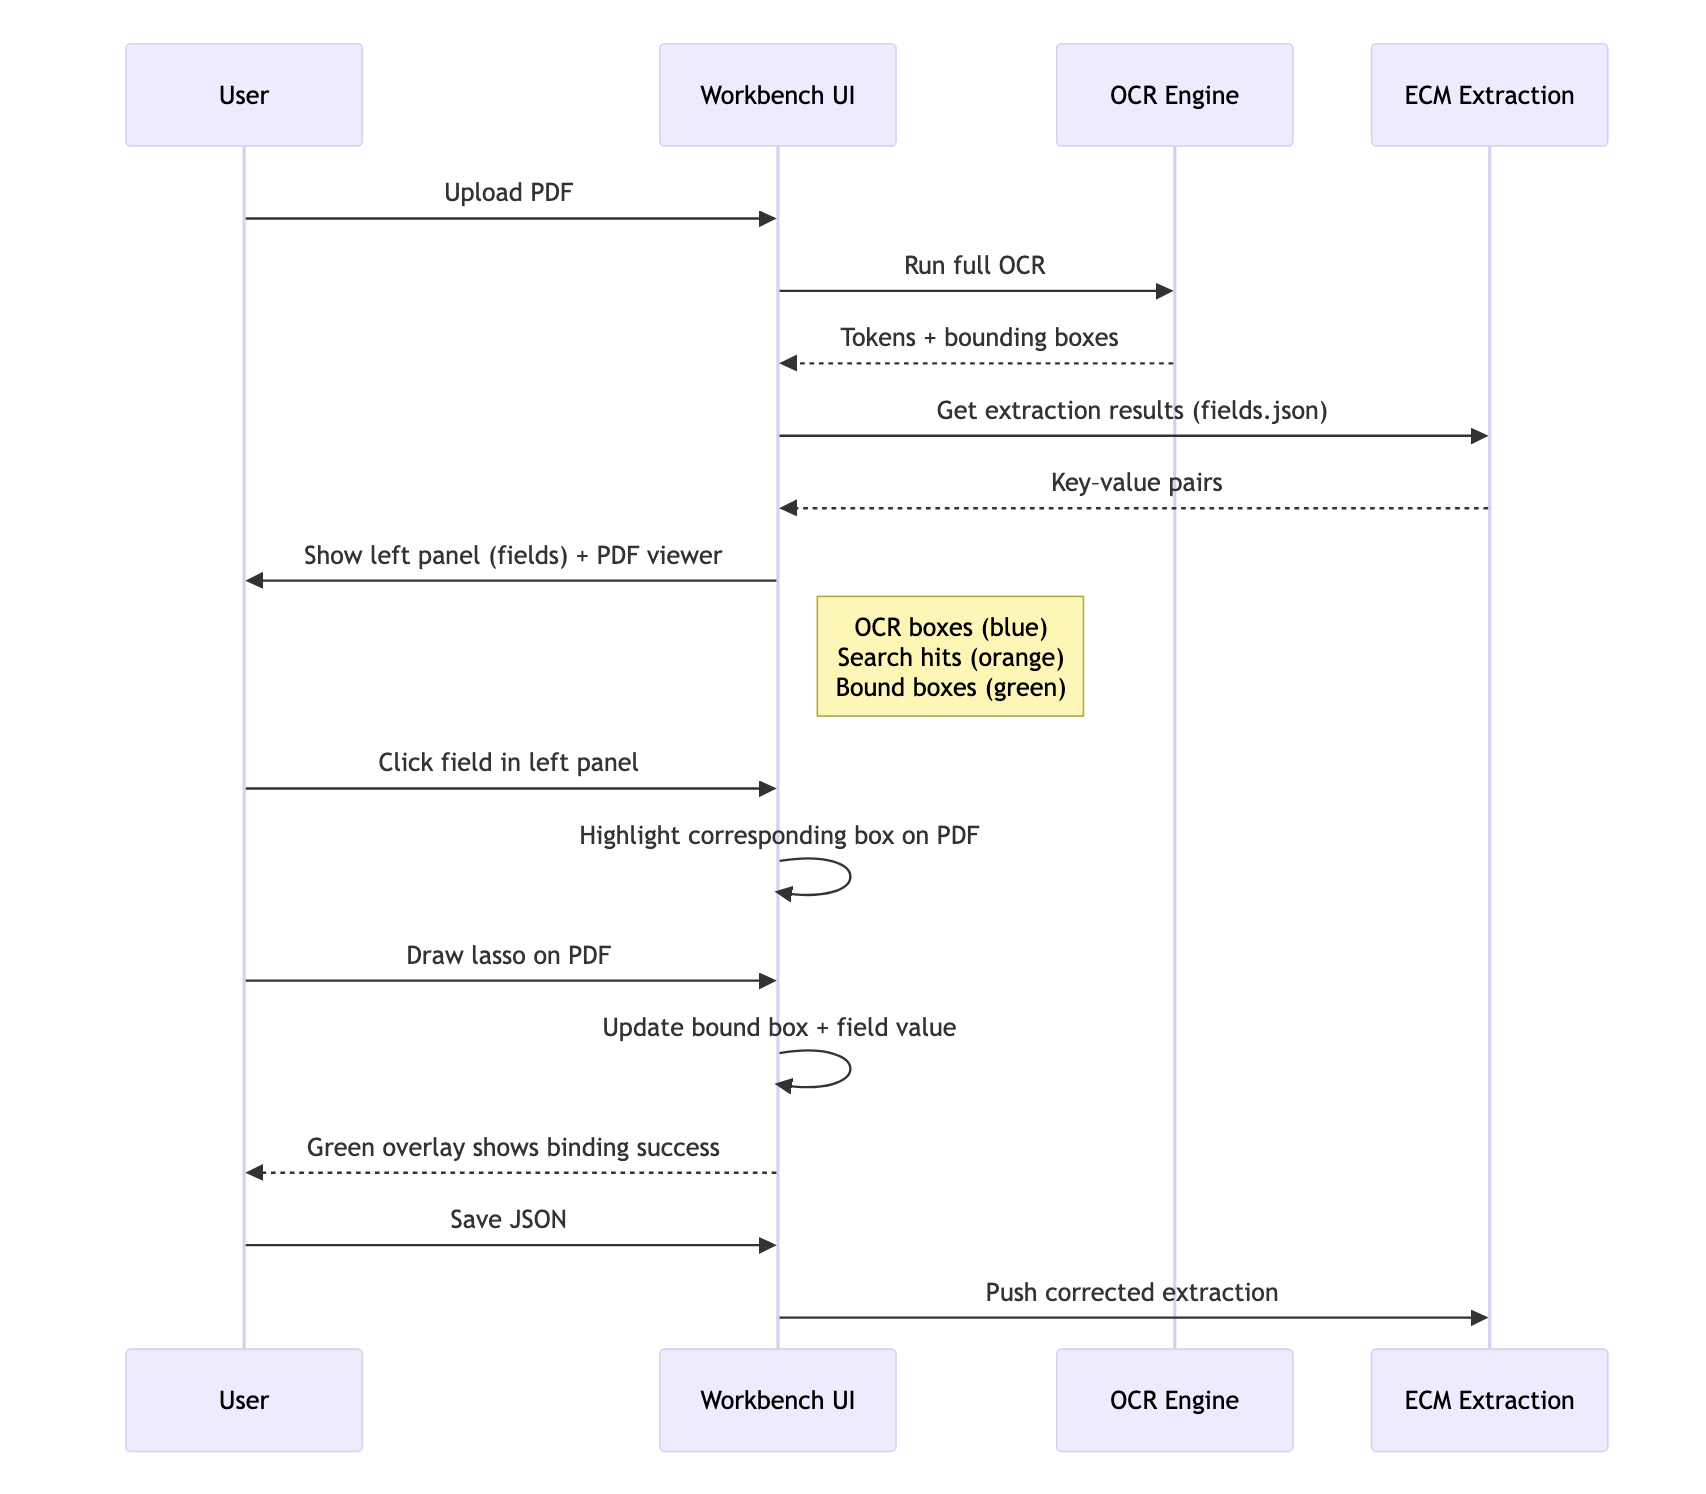 User
Workbench UI
OCR Engine
ECM Extraction
Upload PDF
Run full OCR
Tokens + bounding boxes
Get extraction results (fields.json)
Key-value pairs
Show left panel (fields) + PDF viewer
OCR boxes (blue)
Search hits (orange)
Bound boxes (green)
Click field in left panel
Highlight corresponding box on PDF
Draw lasso on PDF
Update bound box + field value
Green overlay shows binding success
Save JSON
Push corrected extraction
User
Workbench UI
OCR Engine
ECM Extraction